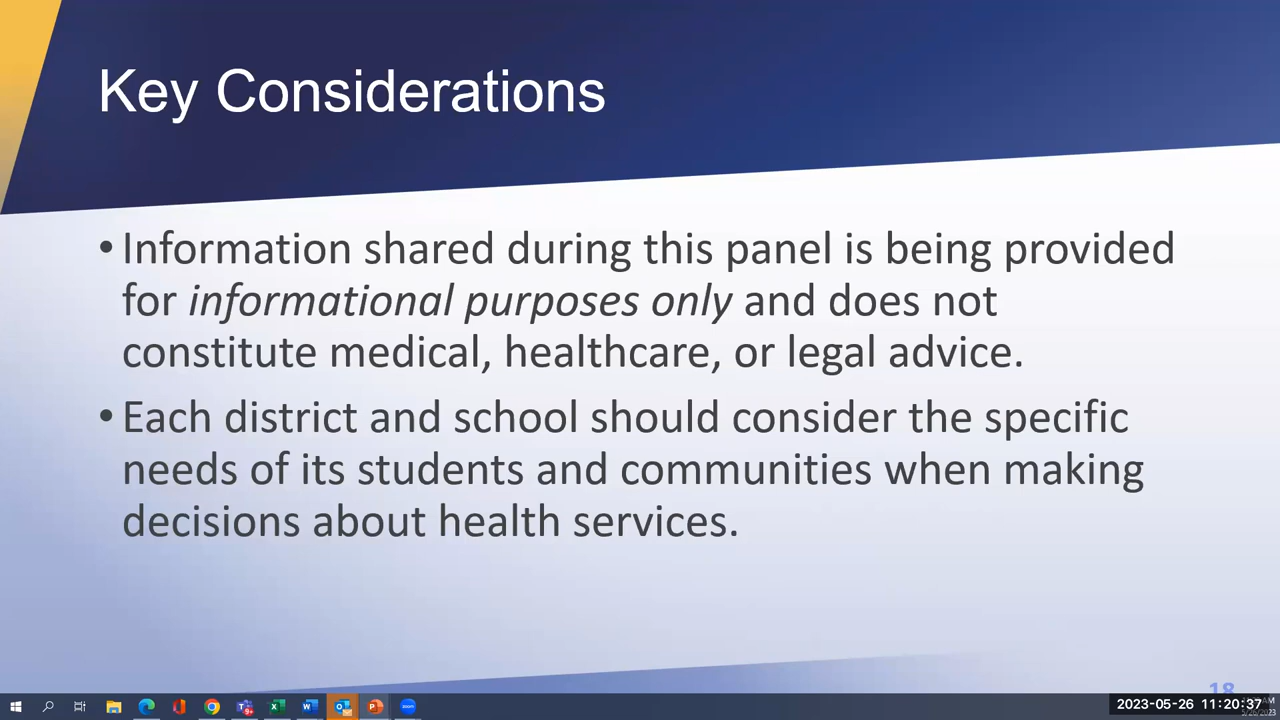 Key Considerations
• Information shared during this panel is being provided
for informational purposes only and does not
constitute medical, healthcare, or legal advice.
• Each district and school should consider the specific
needs of its students and communities when making
decisions about health services.
18
2023-05-26 11:20:37